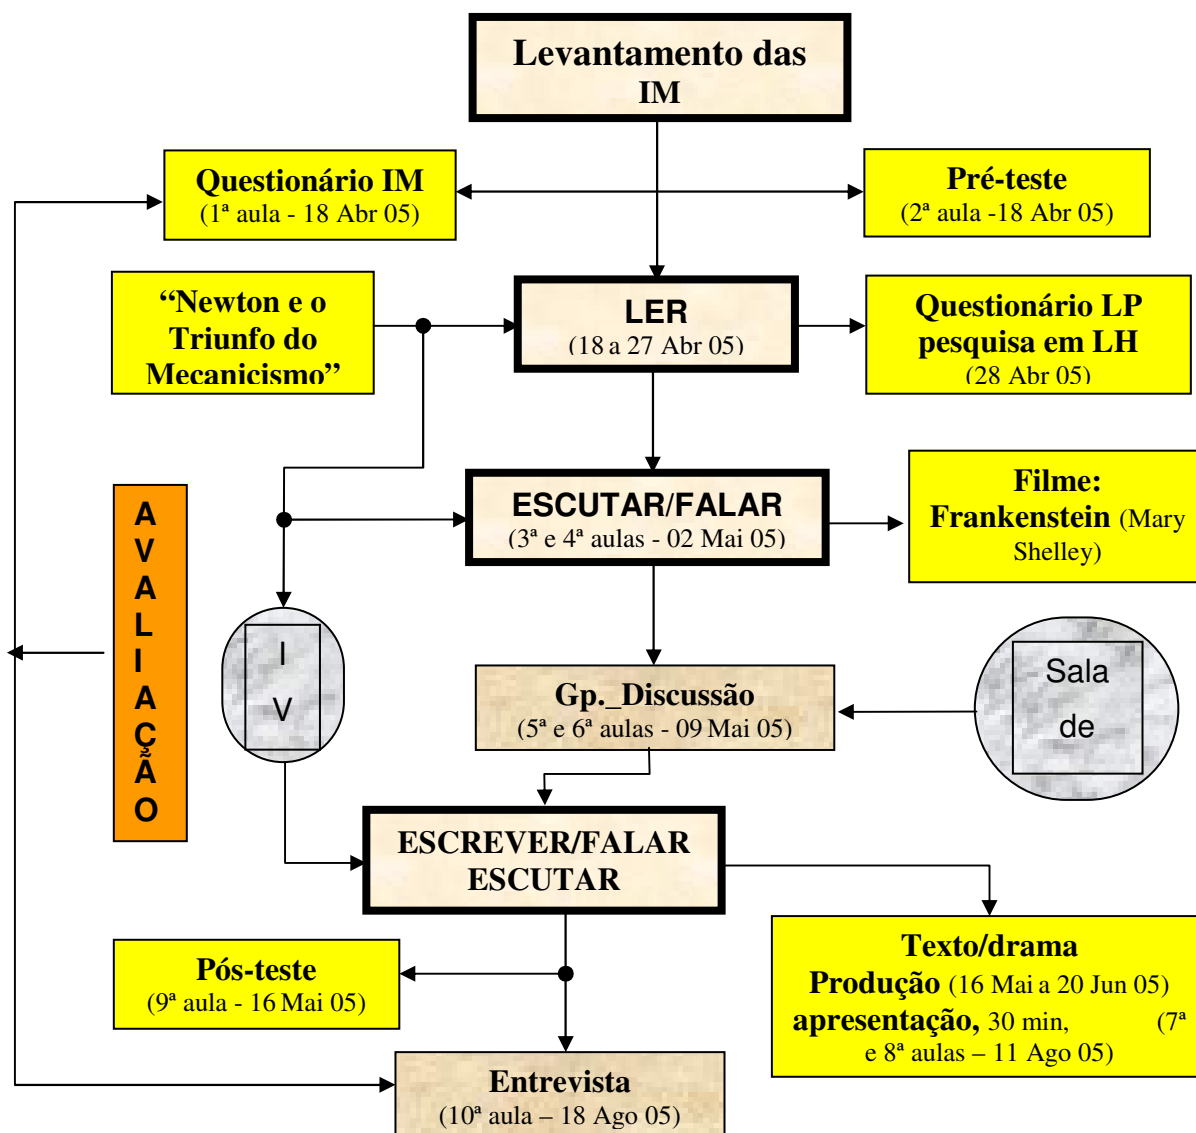 Levantamento das
IM
Questionário IM
(1ª aula - 18 Abr 05)
Pré-teste
(2ª aula -18 Abr 05)
“Newton e o
Triunfo do
Mecanicismo”
LER
(18 a 27 Abr 05)
Questionário LP
pesquisa em LH
(28 Abr 05)
A
V
A
L
I
A
Ç
Ã
O
ESCUTAR/FALAR
(3ª e 4ª aulas - 02 Mai 05)
Filme:
Frankenstein (Mary
Shelley)
I
V
Gp._Discussão
(5ª e 6ª aulas - 09 Mai 05)
Sala
de
ESCREVER/FALAR
ESCUTAR
Pós-teste
(9ª aula - 16 Mai 05)
Texto/drama
Produção (16 Mai a 20 Jun 05)
apresentação, 30 min, (7ª
e 8ª aulas – 11 Ago 05)
Entrevista
(10ª aula – 18 Ago 05)